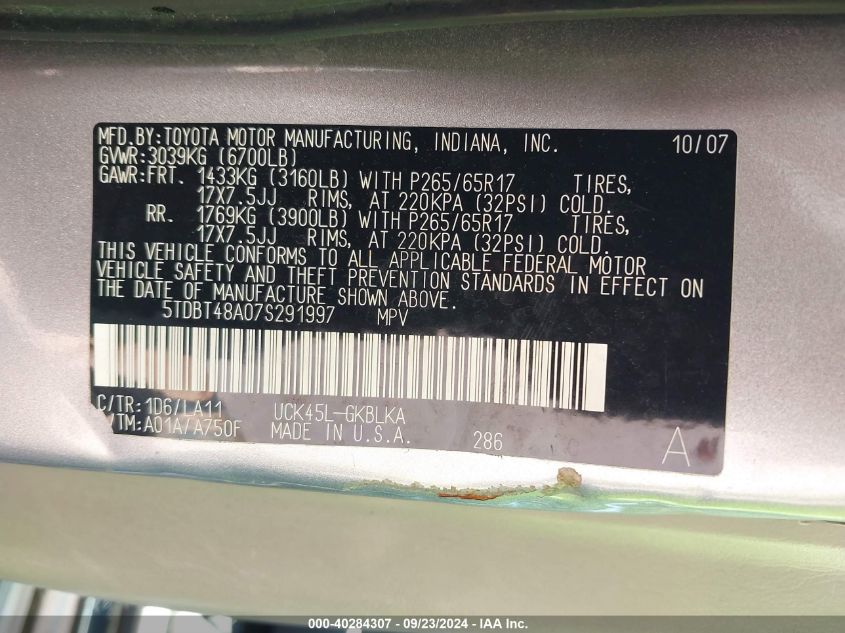 MFD.BY:TOYOTA MOTOR MANUFACTURING, INDIANA, INC. 10/07
GVWR:3039KG (6700LB)
GAWR:FRT. 1433KG (3160LB) WITH P265/65R17 TIRES,
17X7.5JJ RIMS, AT 220KPA (32PSI) COLD.
RR. 1769KG (3900LB) WITH P265/65R17 TIRES,
17X7.5JJ RIMS, AT 220KPA (32PSI) COLD.
THIS VEHICLE CONFORMS TO ALL APPLICABLE FEDERAL MOTOR
VEHICLE SAFETY AND THEFT PREVENTION STANDARDS IN EFFECT ON
THE DATE OF MANUFACTURE SHOWN ABOVE.
5TDBT48A07S291997 MPV
C/TR:1D6/LA11 UCK45L-GKBLKA
/TM:A01A/A750F MADE IN U.S.A. 286 A
000-40284307 - 09/23/2024 - IAA Inc.